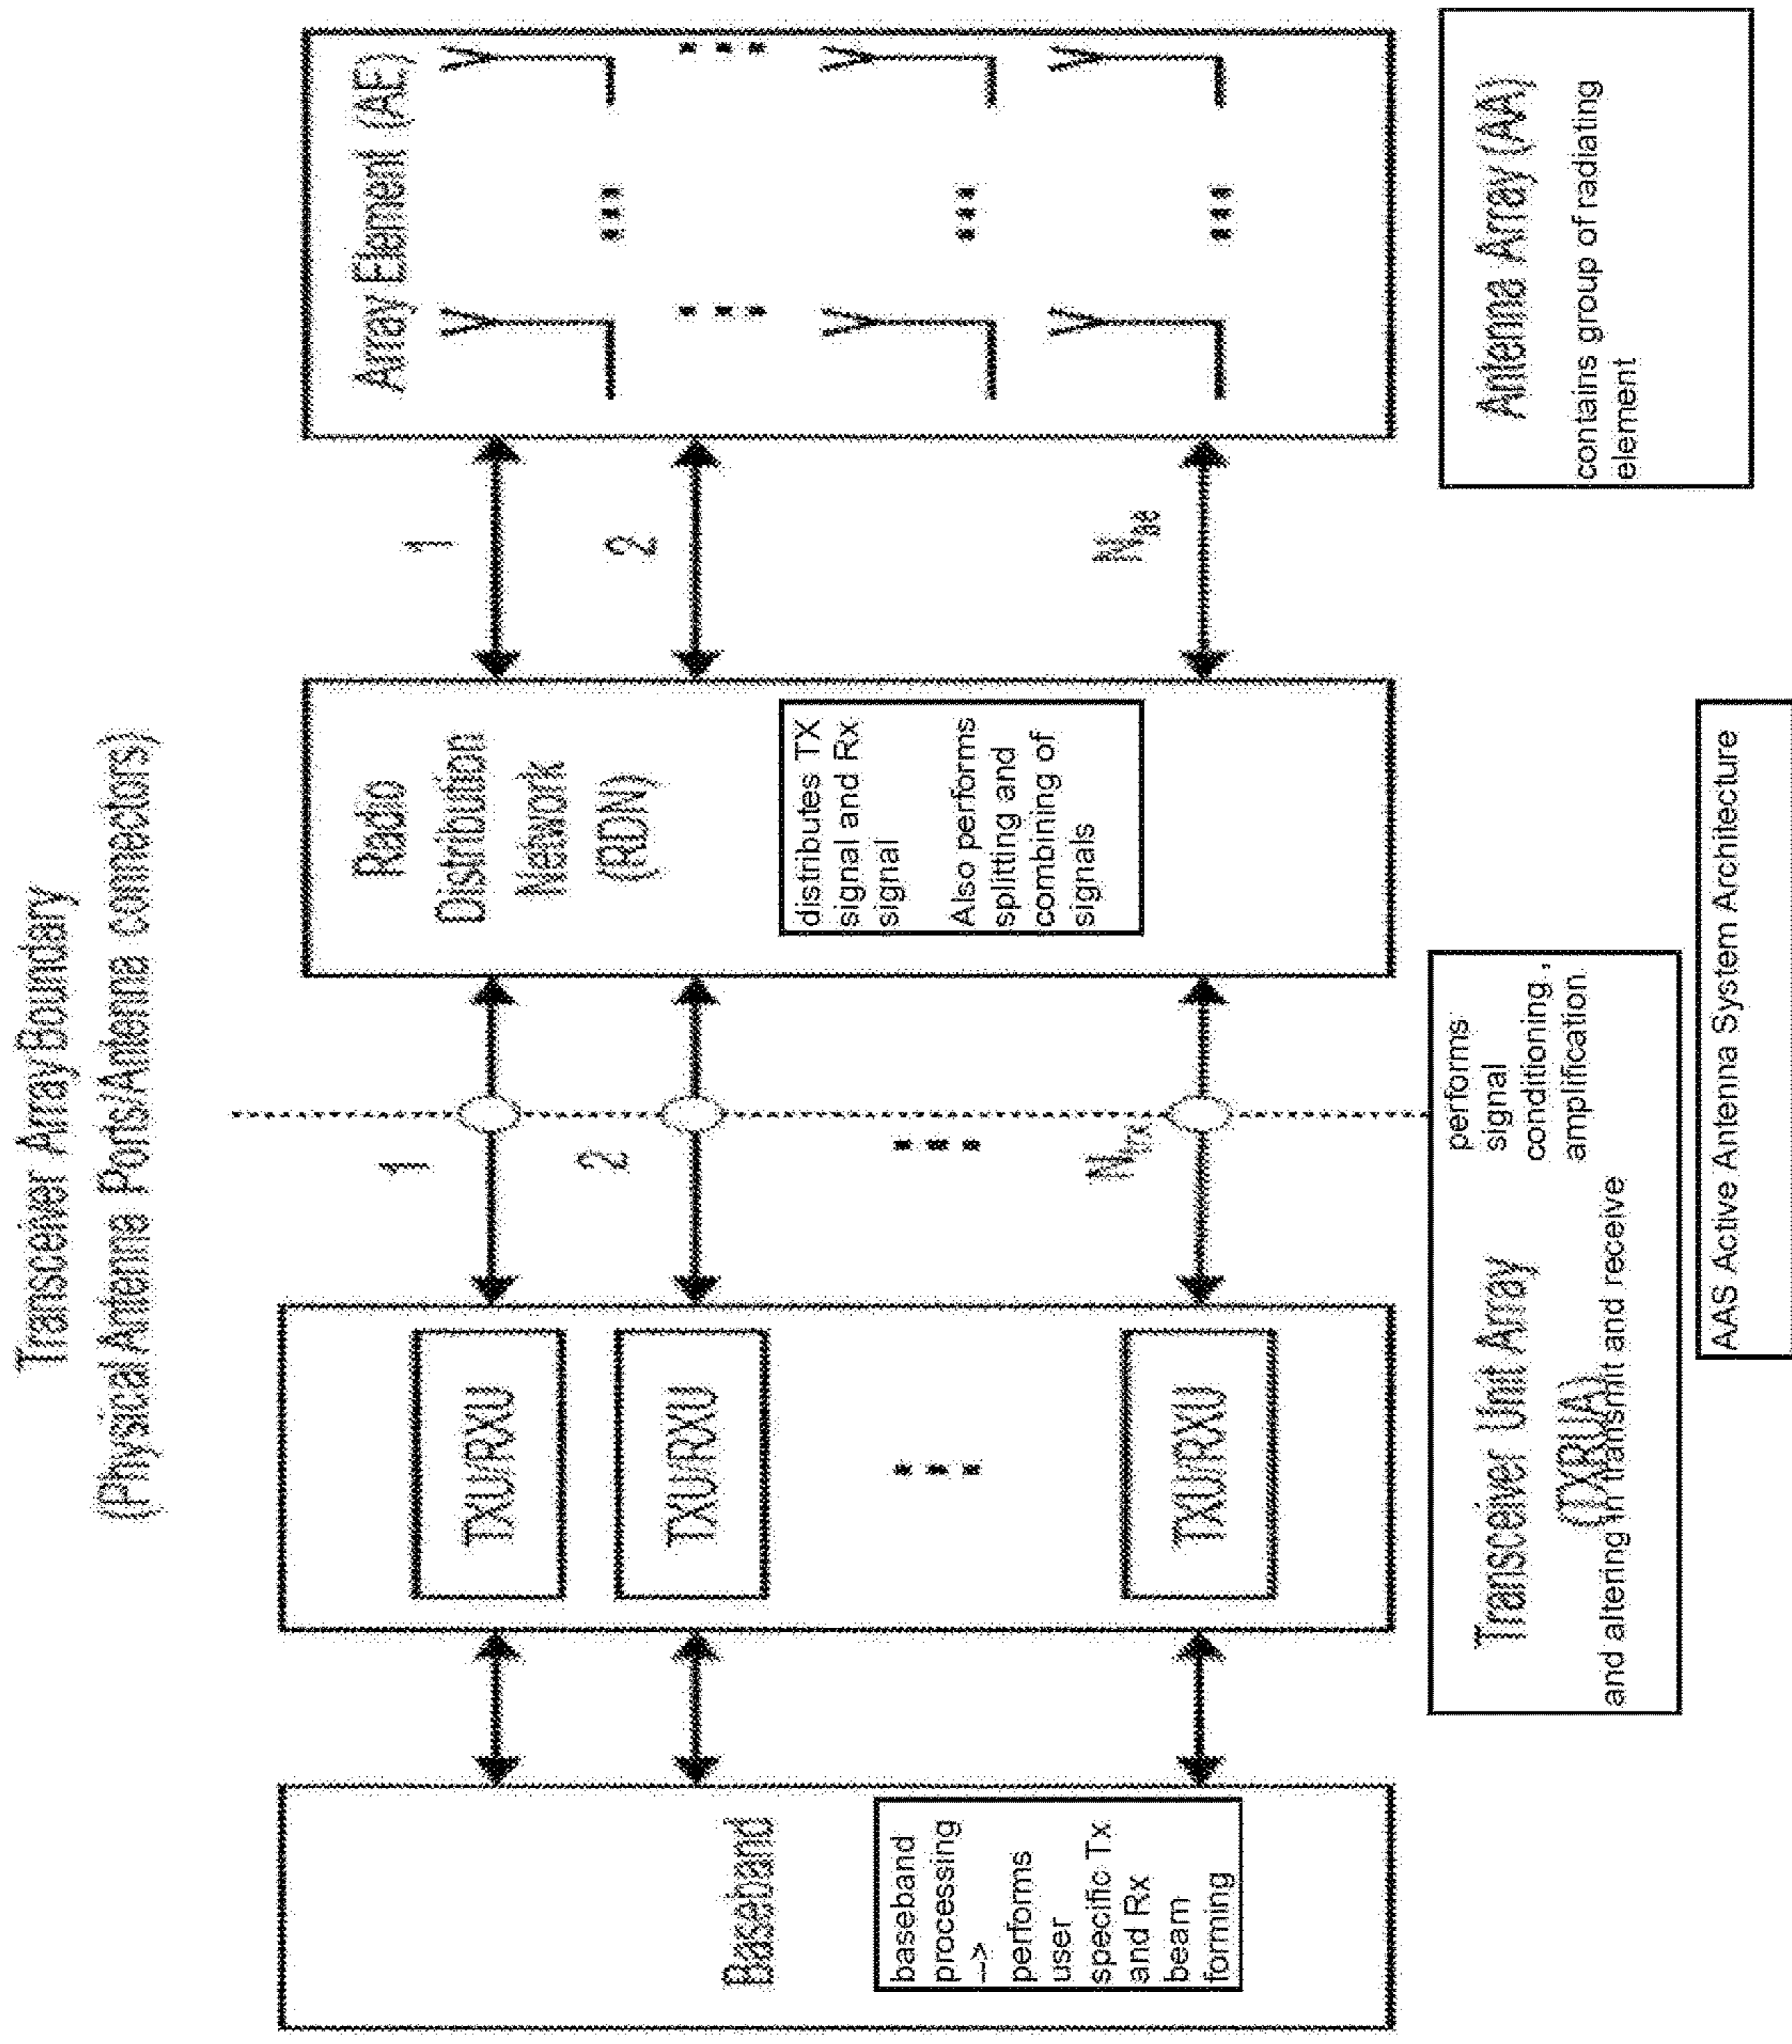 Transceiver Array Boundary
(Physical Antenna Ports/Antenna connectors)
Baseband
baseband
processing
-->
performs
user
specific Tx
and Rx
beam
forming
TXU/RXU
TXU/RXU
TXU/RXU
1
2
Radio
Distribution
Network
(RDN)
distributes TX
signal and Rx
signal
Also performs
splitting and
combining of
signals
1
2
Array Element (AE)
Transceiver Unit Array
(TXRUA)
performs
signal
conditioning,
amplification
and altering in transmit and receive
Antenna Array (AA)
contains group of radiating
element
AAS Active Antenna System Architecture